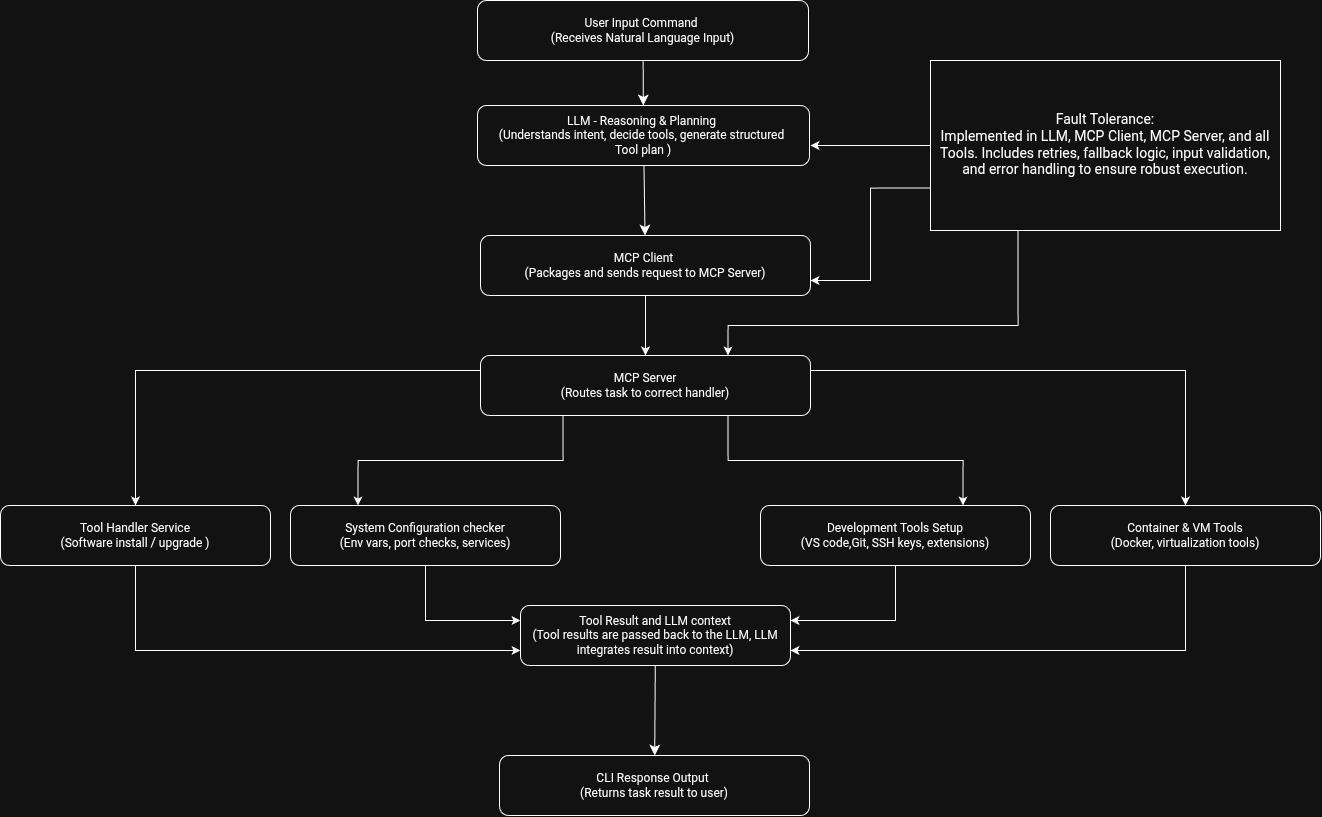 User Input Command
(Receives Natural Language Input)
LLM - Reasoning & Planning
(Understands intent, decide tools, generate structured
Tool plan )
Fault Tolerance:
Implemented in LLM, MCP Client, MCP Server, and all
Tools. Includes retries, fallback logic, input validation,
and error handling to ensure robust execution.
MCP Client
(Packages and sends request to MCP Server)
MCP Server
(Routes task to correct handler)
Tool Handler Service
(Software install / upgrade )
System Configuration checker
(Env vars, port checks, services)
Development Tools Setup
(VS code,Git, SSH keys, extensions)
Container & VM Tools
(Docker, virtualization tools)
Tool Result and LLM context
(Tool results are passed back to the LLM, LLM
integrates result into context)
CLI Response Output
(Returns task result to user)